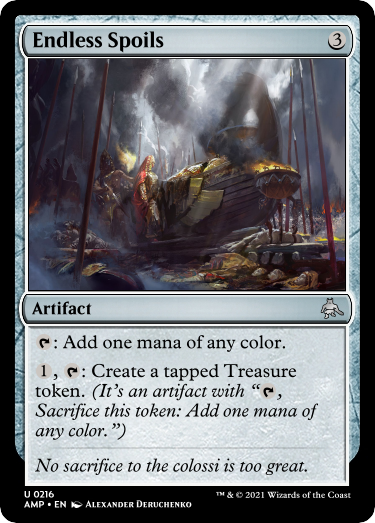 Endless Spoils 3
Artifact
: Add one mana of any color.
1, : Create a tapped Treasure
token. (It's an artifact with “,
Sacrifice this token: Add one mana of
any color.”)
No sacrifice to the colossi is too great.
U 0216
AMP • EN Alexander Deruchenko
™ & © 2021 Wizards of the Coast